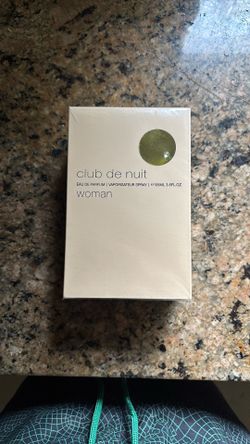 club de nuit
EAU DE PARFUM | VAPORISATEUR SPRAY | 105ML 3.6FL.OZ
woman